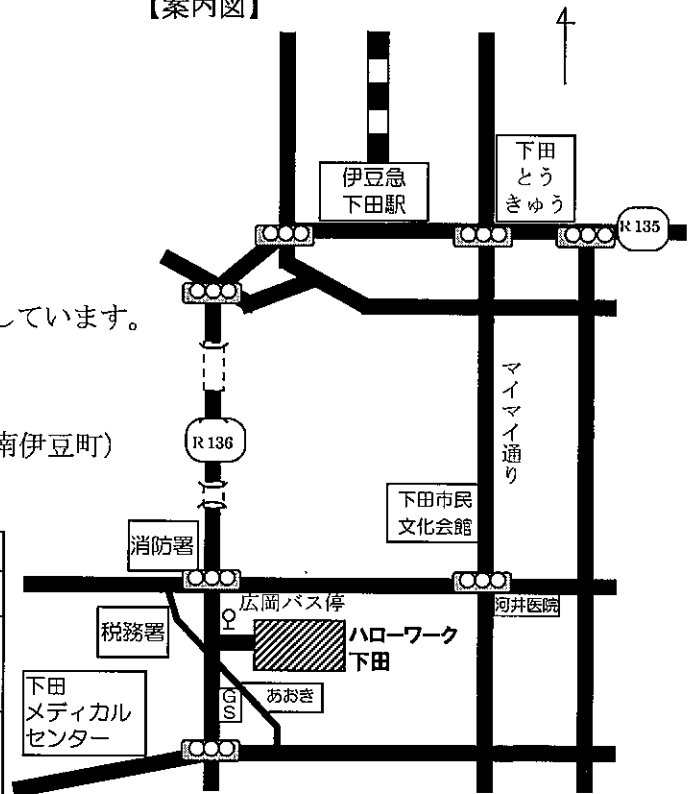 【案内図】
4
伊豆急
下田駅
下田
とう
きゅう
R 135
しています。
R 136
南伊豆町）
マイマイ通り
下田市民
文化会館
消防署
広岡バス停
河井医院
税務署
ハローワーク
下田
GS
あおき
下田
メディカル
センター